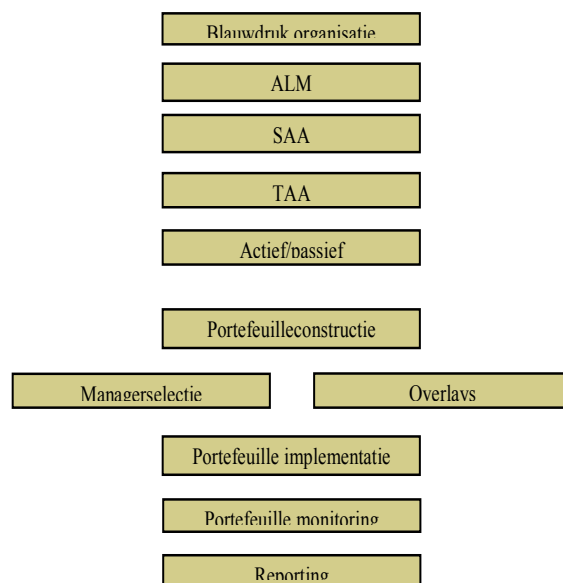 Blauwdruk organisatie
ALM
SAA
TAA
Actief/passief
Portefeuilleconstructie
Managerselectie
Overlays
Portefeuille implementatie
Portefeuille monitoring
Reporting